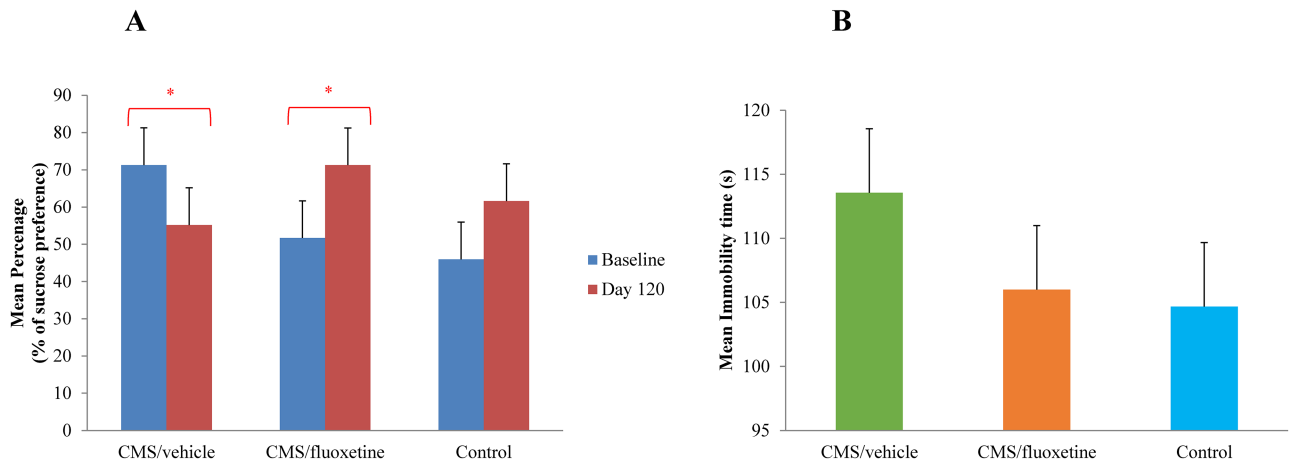 A
B
Mean Percenage
(% of sucrose preference)
90
80
70
60
50
40
30
20
10
0
*
*
CMS/vehicle
CMS/fluoxetine
Control
Baseline
Day 120
Mean Immobility time (s)
120
115
110
105
100
95
CMS/vehicle
CMS/fluoxetine
Control